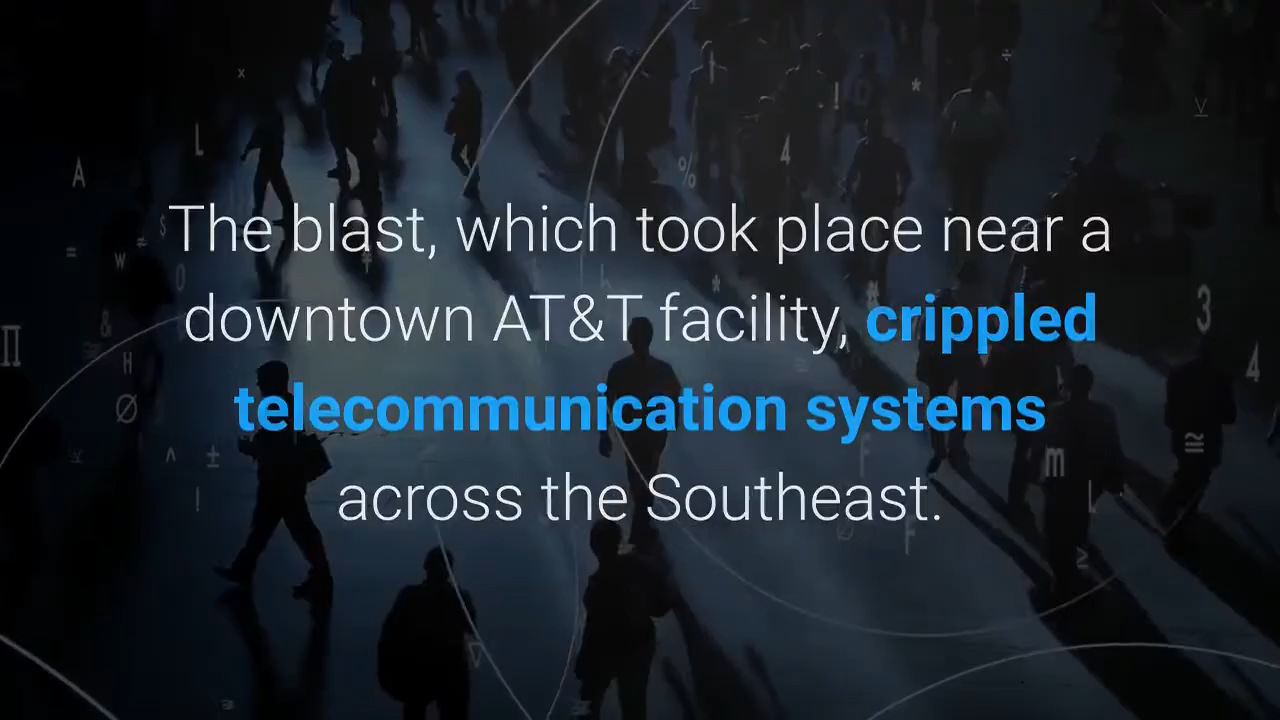 The blast, which took place near a
downtown AT&T facility, crippled
telecommunication systems
across the Southeast.